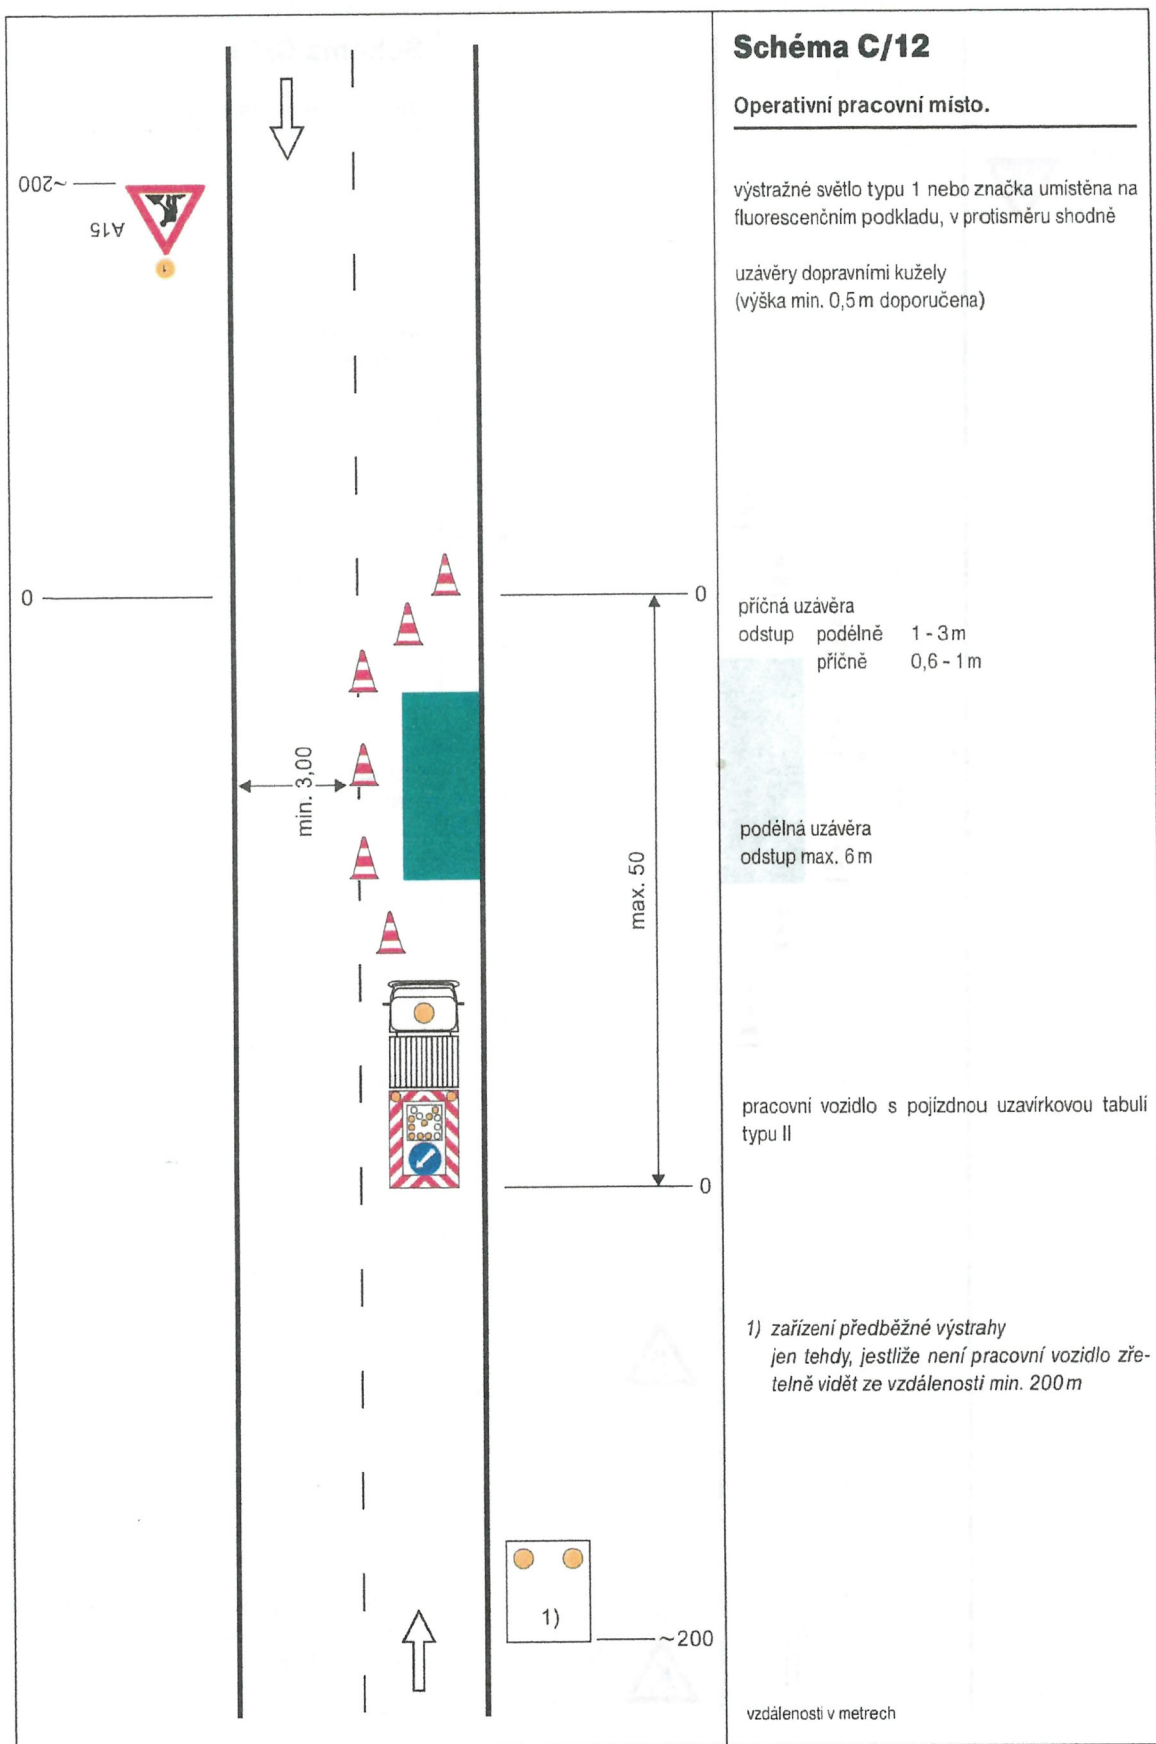 Schéma C/12
Operativní pracovní místo.
výstražné světlo typu 1 nebo značka umístěna na
fluorescenčním podkladu, v protisměru shodně
uzávěry dopravními kužely
(výška min. 0,5 m doporučena)
~200
A15
1
0
0
příčná uzávěra
odstup podélně 1 - 3 m
příčně 0,6 - 1 m
min. 3,00
max. 50
podélná uzávěra
odstup max. 6 m
pracovní vozidlo s pojízdnou uzavírkovou tabulí
typu II
0
1) zařízení předběžné výstrahy
jen tehdy, jestliže není pracovní vozidlo zře-
telně vidět ze vzdálenosti min. 200 m
1)
~200
vzdálenosti v metrech